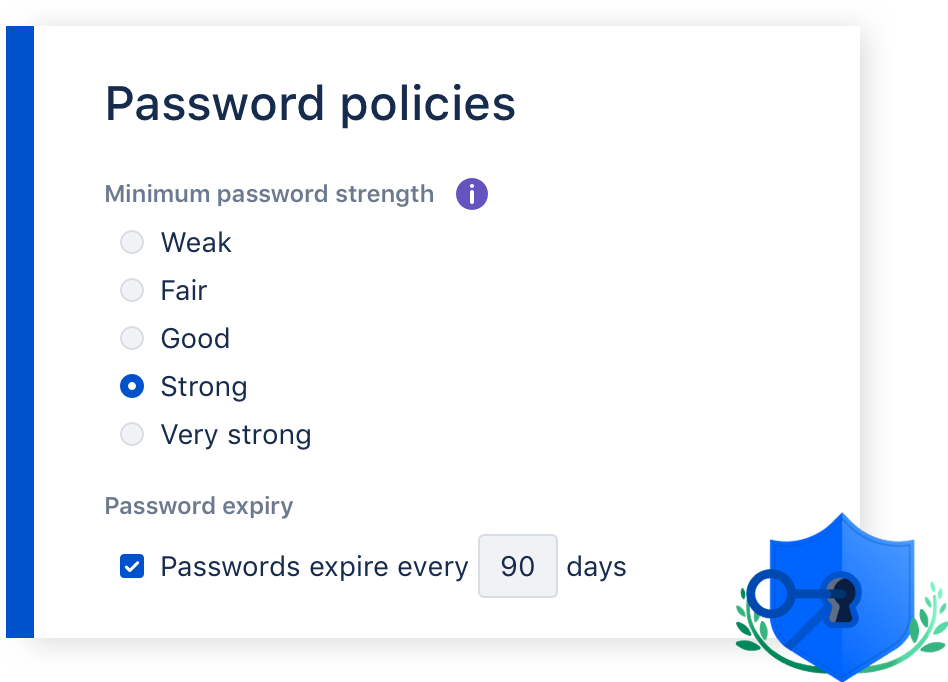 Password policies
Minimum password strength
Weak
Fair
Good
Strong
Very strong
Password expiry
Passwords expire every 90 days